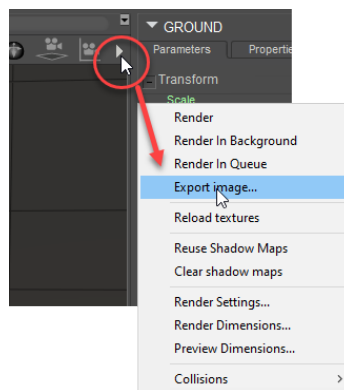 GROUND
Parameters
Propertie
Transform
Scale
Render
Render In Background
Render In Queue
Export image...
Reload textures
Reuse Shadow Maps
Clear shadow maps
Render Settings...
Render Dimensions...
Preview Dimensions...
Collisions